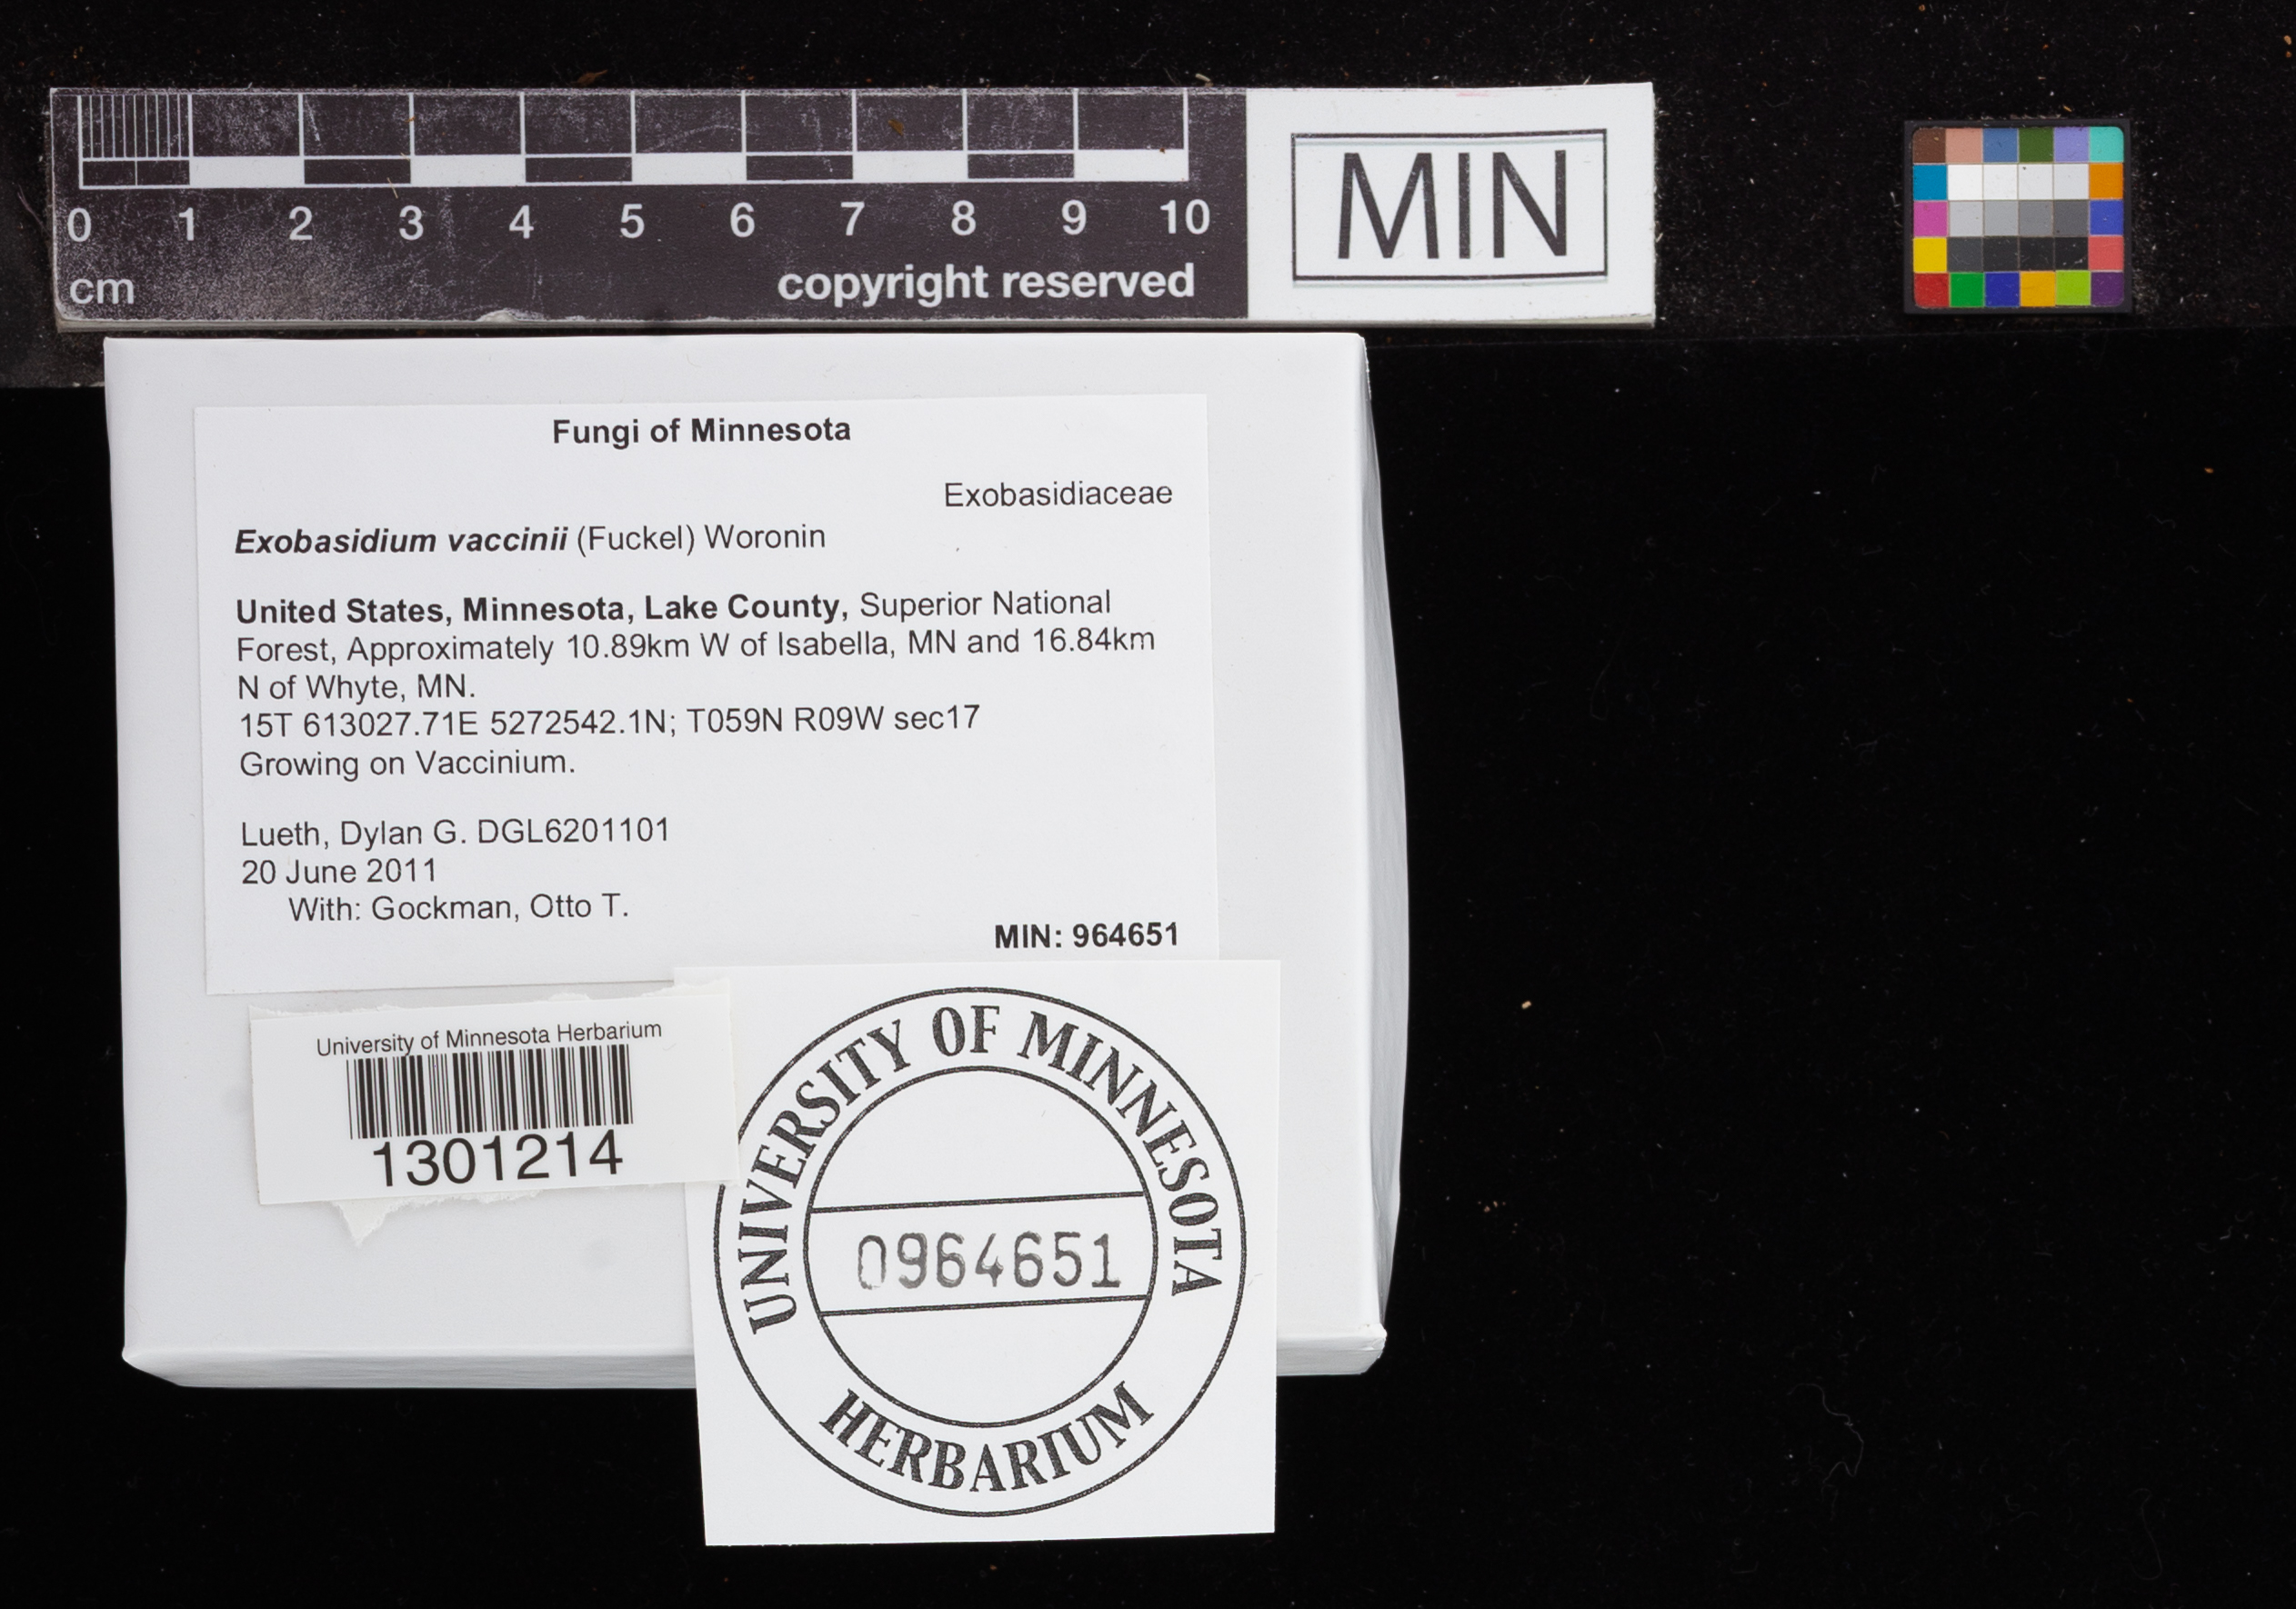 0 1 2 3 4 5 6 7 8 9 10
cm
copyright reserved
MIN
Fungi of Minnesota
Exobasidiaceae
Exobasidium vaccinii (Fuckel) Woronin
United States, Minnesota, Lake County, Superior National
Forest, Approximately 10.89km W of Isabella, MN and 16.84km
N of Whyte, MN.
15T 613027.71E 5272542.1N; T059N R09W sec17
Growing on Vaccinium.
Lueth, Dylan G. DGL6201101
20 June 2011
With: Gockman, Otto T.
MIN: 964651
University of Minnesota Herbarium
1301214
UNIVERSITY OF MINNESOTA
0964651
HERBARIUM